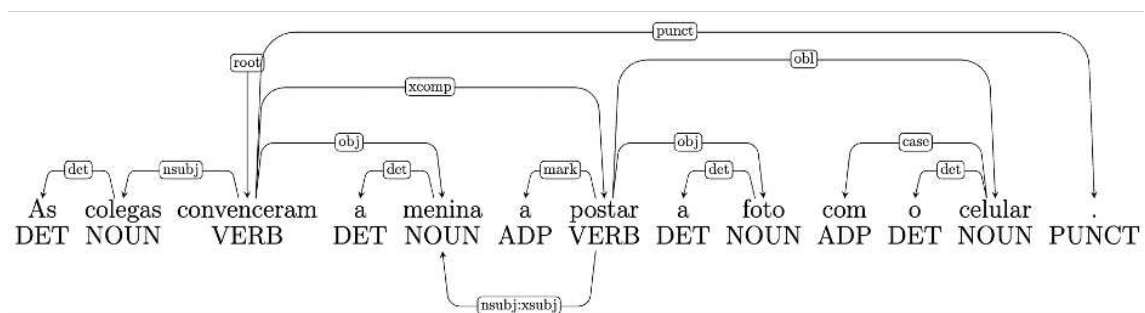 punct
root
obl
xcomp
obj
case
obj
det
nsubj
det
mark
det
det
As colegas convenceram a menina a postar a foto com o celular .
DET NOUN VERB DET NOUN ADP VERB DET NOUN ADP DET NOUN PUNCT
nsubj:xsubj